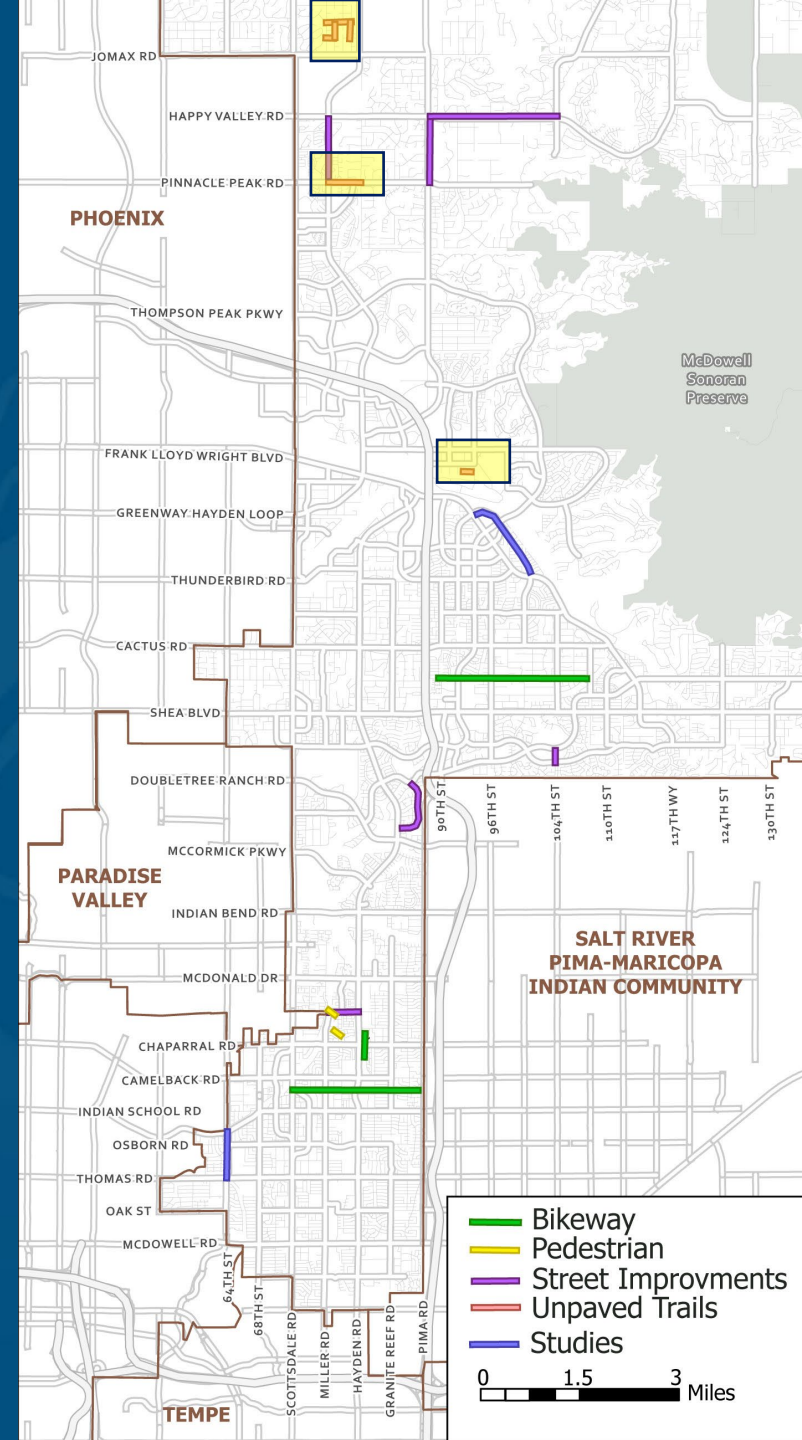 JOMAX RD
HAPPY VALLEY RD
PINNACLE PEAK RD
PHOENIX
THOMPSON PEAK PKWY
McDowell
Sonoran
Preserve
FRANK LLOYD WRIGHT BLVD
GREENWAY HAYDEN LOOP
THUNDERBIRD RD
CACTUS RD
SHEA BLVD
DOUBLETREE RANCH RD
90TH ST
96TH ST
104TH ST
110TH ST
117TH WY
124TH ST
130TH ST
MCCORMICK PKWY
PARADISE
VALLEY
INDIAN BEND RD
SALT RIVER
PIMA-MARICOPA
INDIAN COMMUNITY
MCDONALD DR
CHAPARRAL RD
CAMELBACK RD
INDIAN SCHOOL RD
OSBORN RD
THOMAS RD
OAK ST
MCDOWELL RD
64TH ST
68TH ST
SCOTTSDALE RD
MILLER RD
HAYDEN RD
GRANITE REEF RD
PIMA RD
TEMPE
Bikeway
Pedestrian
Street Improvments
Unpaved Trails
Studies
0 1.5 3
Miles